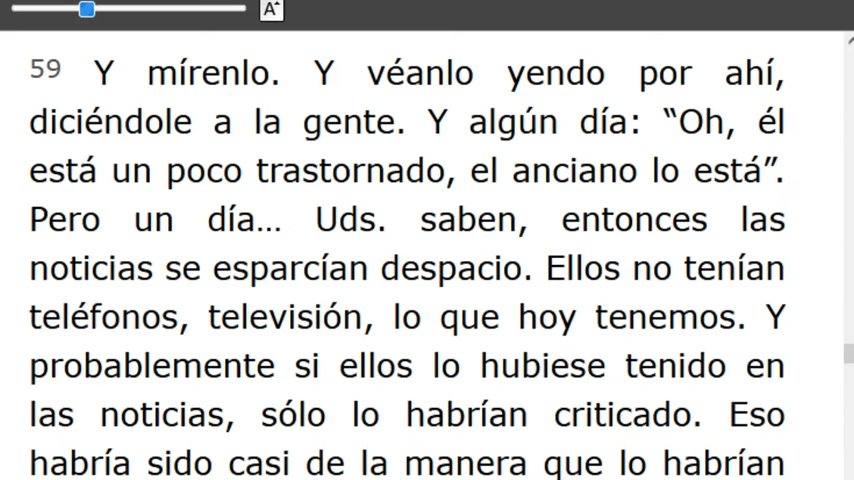 A
59 Y mírenlo. Y véanlo yendo por ahí,
diciéndole a la gente. Y algún día: “Oh, él
está un poco trastornado, el anciano lo está”.
Pero un día... Uds. saben, entonces las
noticias se esparcían despacio. Ellos no tenían
teléfonos, televisión, lo que hoy tenemos. Y
probablemente si ellos lo hubiese tenido en
las noticias, sólo lo habrían criticado. Eso
habría sido casi de la manera que lo habrían